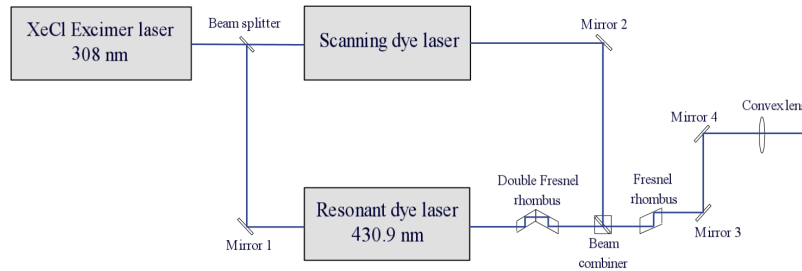 XeCl Excimer laser
308 nm
Beam splitter
Scanning dye laser
Mirror 2
Convex lens
Mirror 4
Double Fresnel
rhombus
Fresnel
rhombus
Resonant dye laser
430.9 nm
Mirror 1
Beam
combiner
Mirror 3